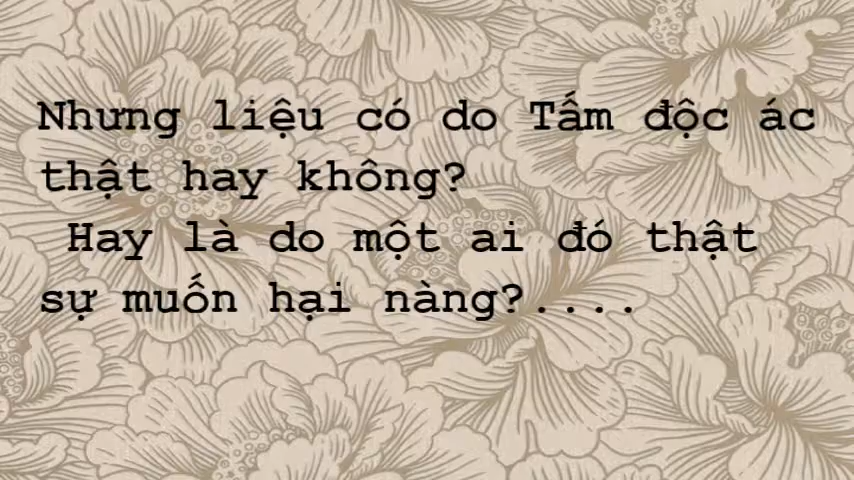 Nhưng liệu có do Tấm độc ác
thật hay không?
Hay là do một ai đó thật
sự muốn hại nàng?....